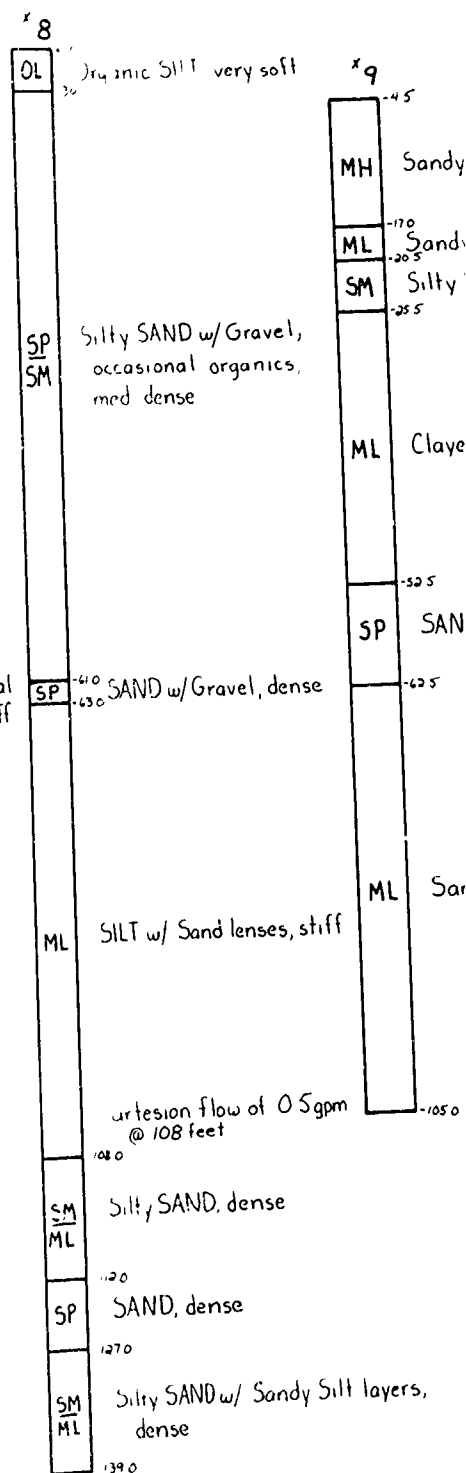 8
OL
Organic SILT very soft
SP
SM
Silty SAND w/ Gravel,
occasional organics,
med dense
-61.0
SP
SAND w/ Gravel, dense
-63.0
ML
SILT w/ Sand lenses, stiff
artesion flow of 0.5 gpm
@ 108 feet
108.0
SM
ML
Silty SAND, dense
SP
SAND, dense
127.0
SM
ML
Silty SAND w/ Sandy Silt layers,
dense
139.0
9
-4.5
MH
Sandy
-17.0
ML
Sandy
-20.5
SM
Silty
-25.5
ML
Claye
-52.5
SP
SAN
-62.5
ML
San
-105.0